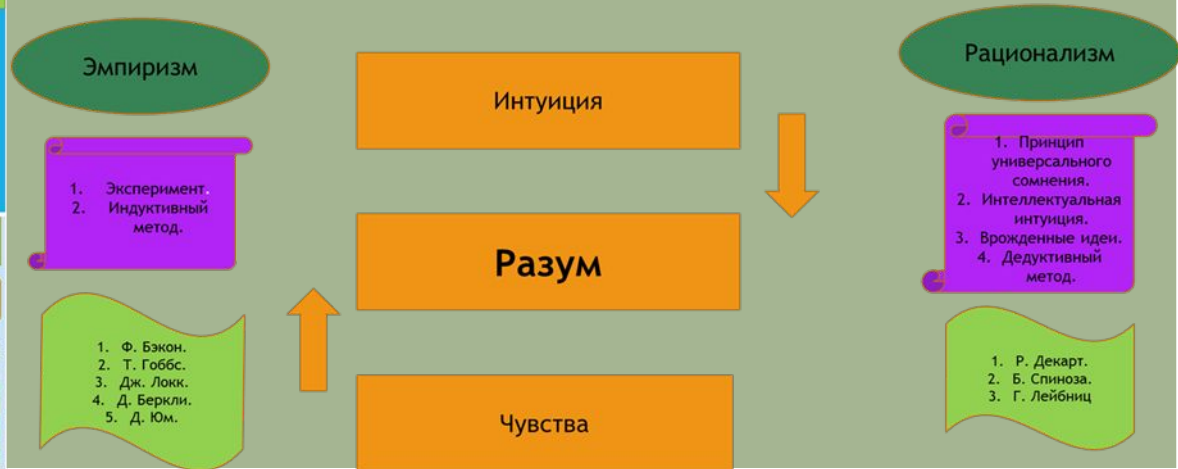 Эмпиризм
1. Эксперимент.
2. Индуктивный
метод.
1. Ф. Бэкон.
2. Т. Гоббс.
3. Дж. Локк.
4. Д. Беркли.
5. Д. Юм.
Интуиция
Разум
Чувства
Рационализм
1. Принцип
универсального
сомнения.
2. Интеллектуальная
интуиция.
3. Врожденные идеи.
4. Дедуктивный
метод.
1. Р. Декарт.
2. Б. Спиноза.
3. Г. Лейбниц